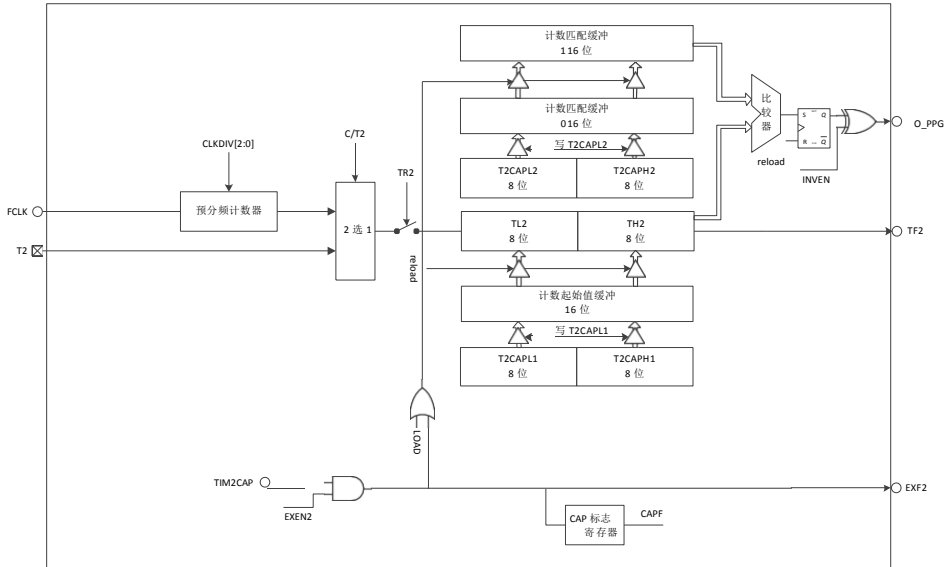 计数匹配缓冲
1 16 位
计数匹配缓冲
0 16 位
写 T2CAPL2
T2CAPL2
8 位
T2CAPH2
8 位
比较器
S
Q
R
Q
reload
INVEN
O_PPG
CLKDIV[2:0]
C/T2
TR2
FCLK
预分频计数器
2 选 1
T2
TL2
8 位
TH2
8 位
TF2
reload
计数起始值缓冲
16 位
写 T2CAPL1
T2CAPL1
8 位
T2CAPH1
8 位
LOAD
TIM2CAP
EXEN2
EXF2
CAP 标志
寄存器
CAPF